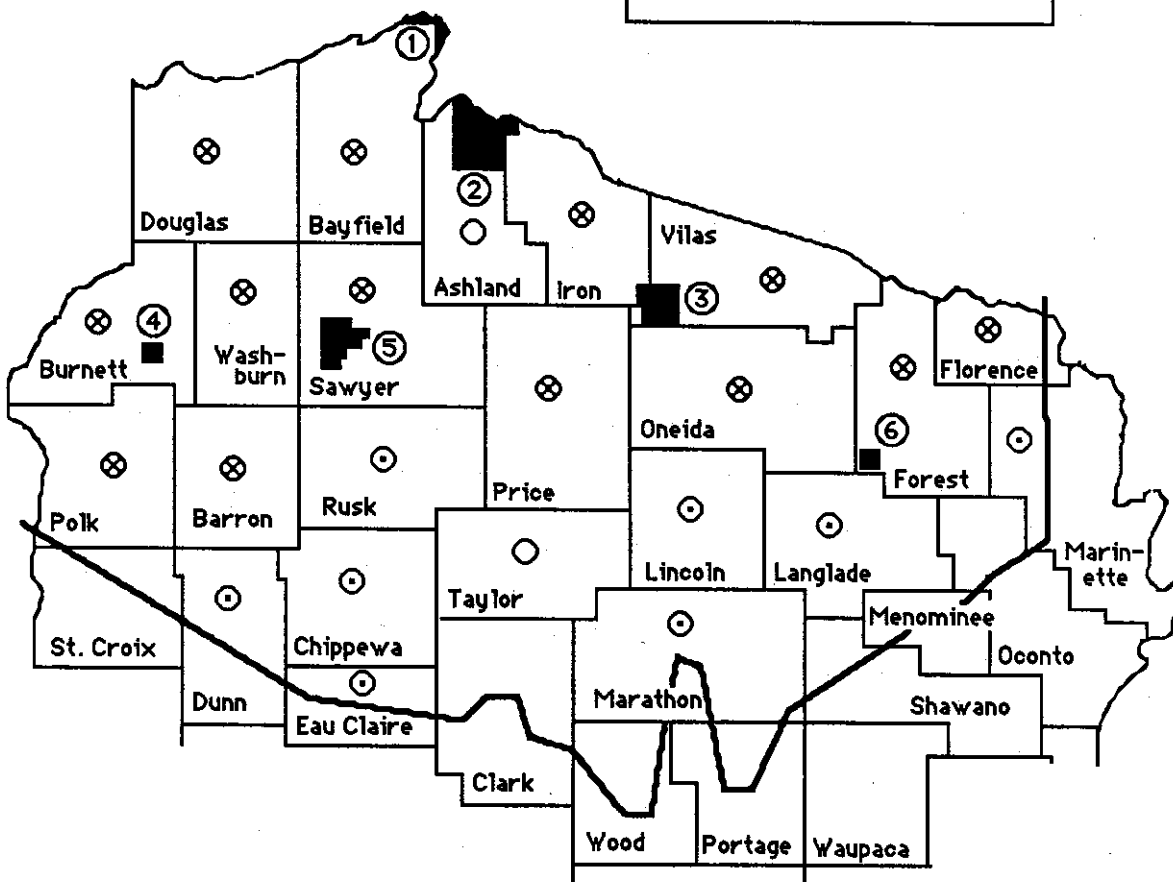 1
2
Douglas
Bayfield
Vilas
Ashland
Iron
3
4
5
Burnett
Wash-
burn
Sawyer
Florence
Oneida
6
Forest
Polk
Barron
Rusk
Price
Lincoln
Langlade
Marin-
ette
Taylor
Menominee
St. Croix
Chippewa
Oconto
Dunn
Marathon
Shawano
Eau Claire
Clark
Wood
Portage
Waupaca